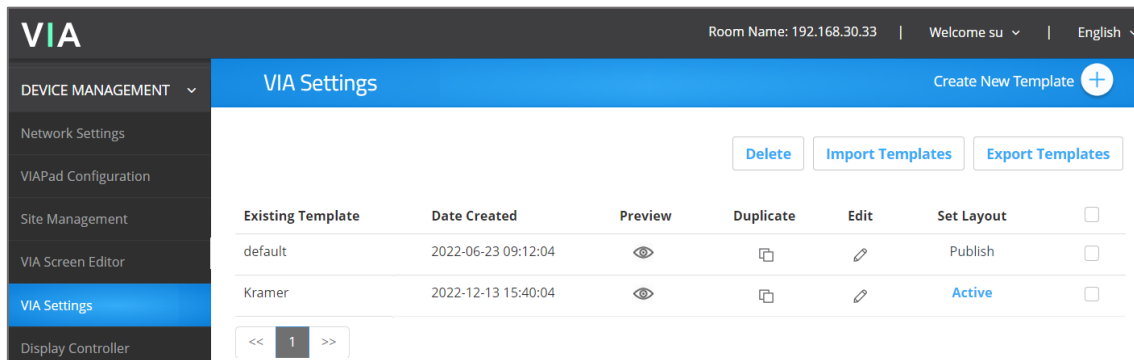 VIA
Room Name: 192.168.30.33 | Welcome su | English
DEVICE MANAGEMENT
VIA Settings
Create New Template
Network Settings
VIAPad Configuration
Site Management
VIA Screen Editor
VIA Settings
Display Controller
Delete Import Templates Export Templates
Existing Template Date Created Preview Duplicate Edit Set Layout
default 2022-06-23 09:12:04 Publish
Kramer 2022-12-13 15:40:04 Active
<< 1 >>